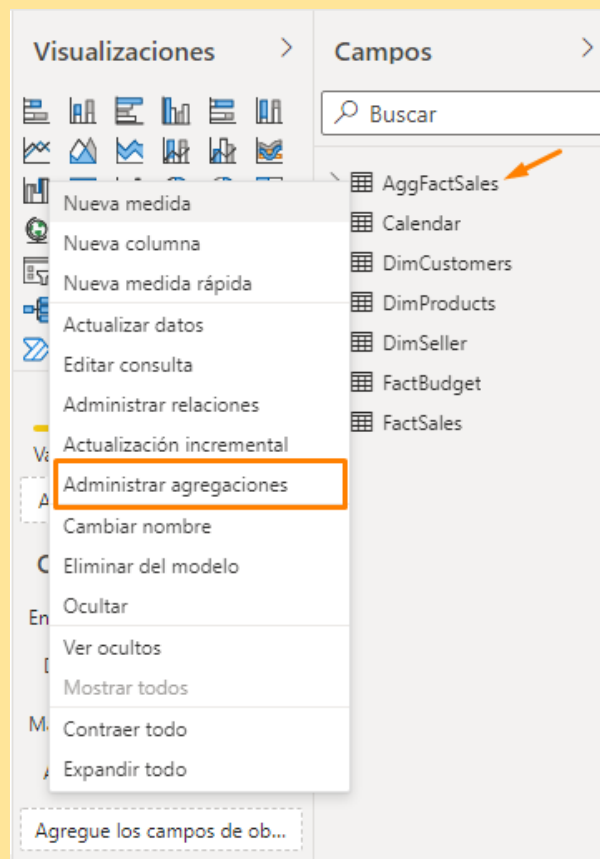 Visualizaciones
Nueva medida
Nueva columna
Nueva medida rápida
Actualizar datos
Editar consulta
Administrar relaciones
Actualización incremental
Administrar agregaciones
Cambiar nombre
Eliminar del modelo
Ocultar
Ver ocultos
Mostrar todos
Contraer todo
Expandir todo
Agregue los campos de ob...
Campos
Buscar
AggFactSales
Calendar
DimCustomers
DimProducts
DimSeller
FactBudget
FactSales